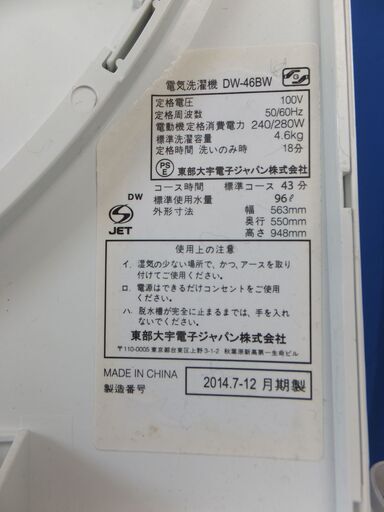 電気洗濯機 DW-46BW
定格電圧 100V
定格周波数 50/60Hz
電動機定格消費電力 240/280W
標準洗濯容量 4.6kg
定格時間 洗いのみ時 18分
PS
E
東部大宇電子ジャパン株式会社
DW
JET
コース時間 標準コース 43分
標準使用水量 96ℓ
外形寸法 幅 563mm
奥行 550mm
高さ 948mm
使用上の注意
イ. 湿気の少ない場所で、かつ、アースを取り
付けてご使用ください。
ロ. 電源はできるだけコンセントをご使用く
ださい。
ハ. 脱水槽が完全に止まるまでは、手を入れ
ないでください。
東部大宇電子ジャパン株式会社
〒110-0005 東京都台東区上野3-1-2 秋葉原新高第一生命ビル
MADE IN CHINA
製造番号
2014.7-12 月期製